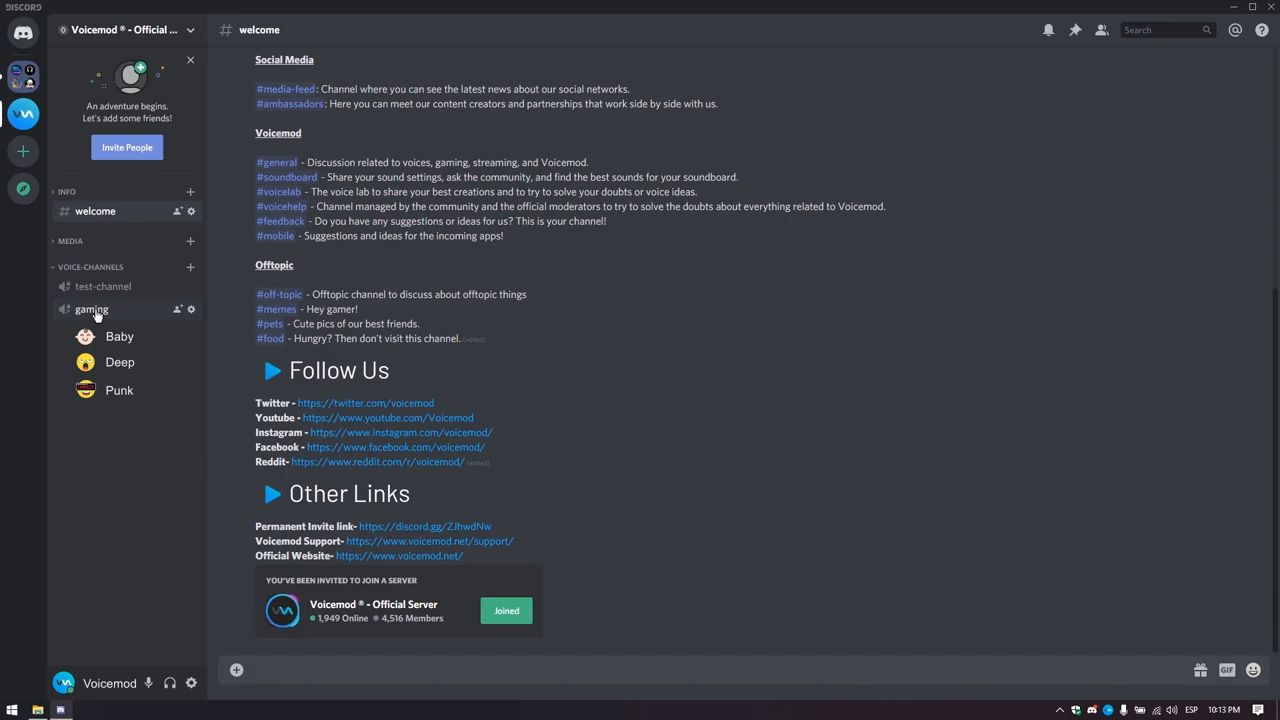 DISCORD
Voicemod ® - Official ...
welcome
Search
An adventure begins.
Let's add some friends!
Invite People
INFO
welcome
MEDIA
VOICE-CHANNELS
test-channel
gaming
Baby
Deep
Punk
Voicemod
Social Media
#media-feed: Channel where you can see the latest news about our social networks.
#ambassadors: Here you can meet our content creators and partnerships that work side by side with us.
Voicemod
#general - Discussion related to voices, gaming, streaming, and Voicemod.
#soundboard - Share your sound settings, ask the community, and find the best sounds for your soundboard.
#voicelab - The voice lab to share your best creations and to try to solve your doubts or voice ideas.
#voicehelp - Channel managed by the community and the official moderators to try to solve the doubts about everything related to Voicemod.
#feedback - Do you have any suggestions or ideas for us? This is your channel!
#mobile - Suggestions and ideas for the incoming apps!
Offtopic
#off-topic - Offtopic channel to discuss about offtopic things
#memes - Hey gamer!
#pets - Cute pics of our best friends.
#food - Hungry? Then don't visit this channel. (edited)
Follow Us
Twitter - https://twitter.com/voicemod
Youtube - https://www.youtube.com/Voicemod
Instagram - https://www.instagram.com/voicemod/
Facebook - https://www.facebook.com/voicemod/
Reddit- https://www.reddit.com/r/voicemod/ (edited)
Other Links
Permanent Invite link- https://discord.gg/ZJhwdNw
Voicemod Support- https://www.voicemod.net/support/
Official Website- https://www.voicemod.net/
YOU'VE BEEN INVITED TO JOIN A SERVER
Voicemod ® - Official Server
1,949 Online 4,516 Members
Joined
GIF
ESP
10:13 PM